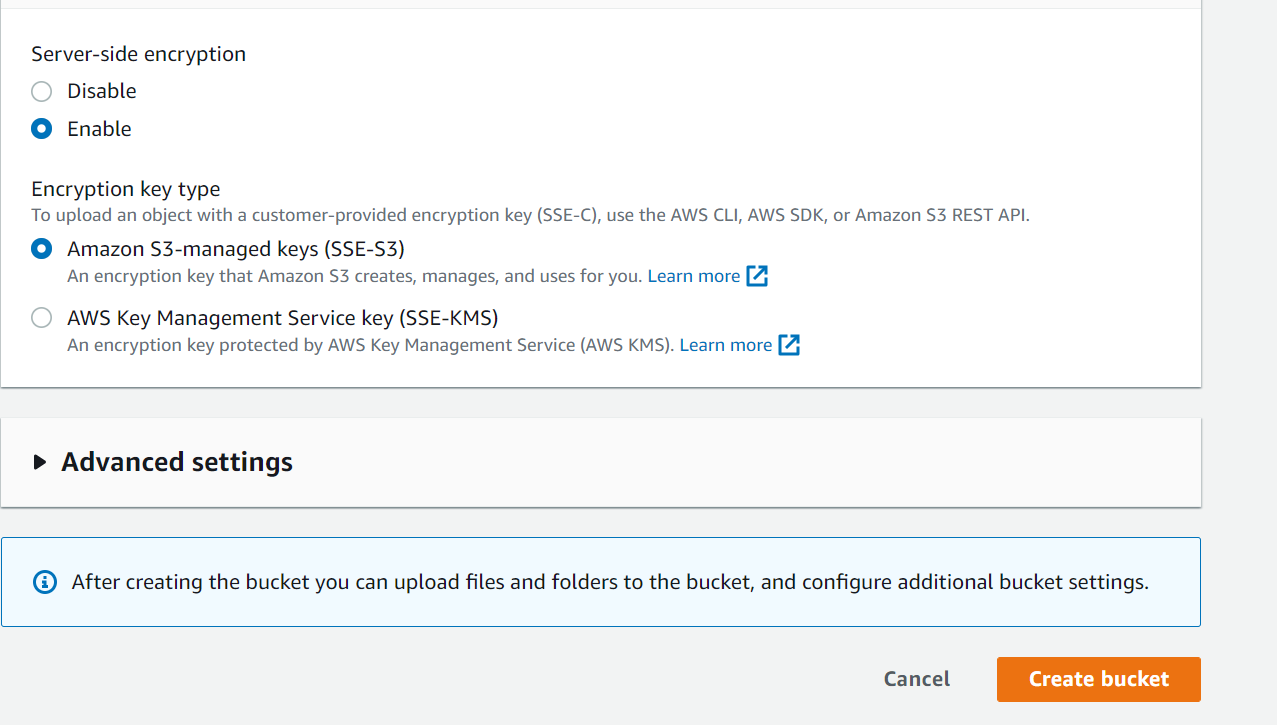 Server-side encryption
Disable
Enable
Encryption key type
To upload an object with a customer-provided encryption key (SSE-C), use the AWS CLI, AWS SDK, or Amazon S3 REST API.
Amazon S3-managed keys (SSE-S3)
An encryption key that Amazon S3 creates, manages, and uses for you. Learn more
AWS Key Management Service key (SSE-KMS)
An encryption key protected by AWS Key Management Service (AWS KMS). Learn more
Advanced settings
After creating the bucket you can upload files and folders to the bucket, and configure additional bucket settings.
Cancel Create bucket